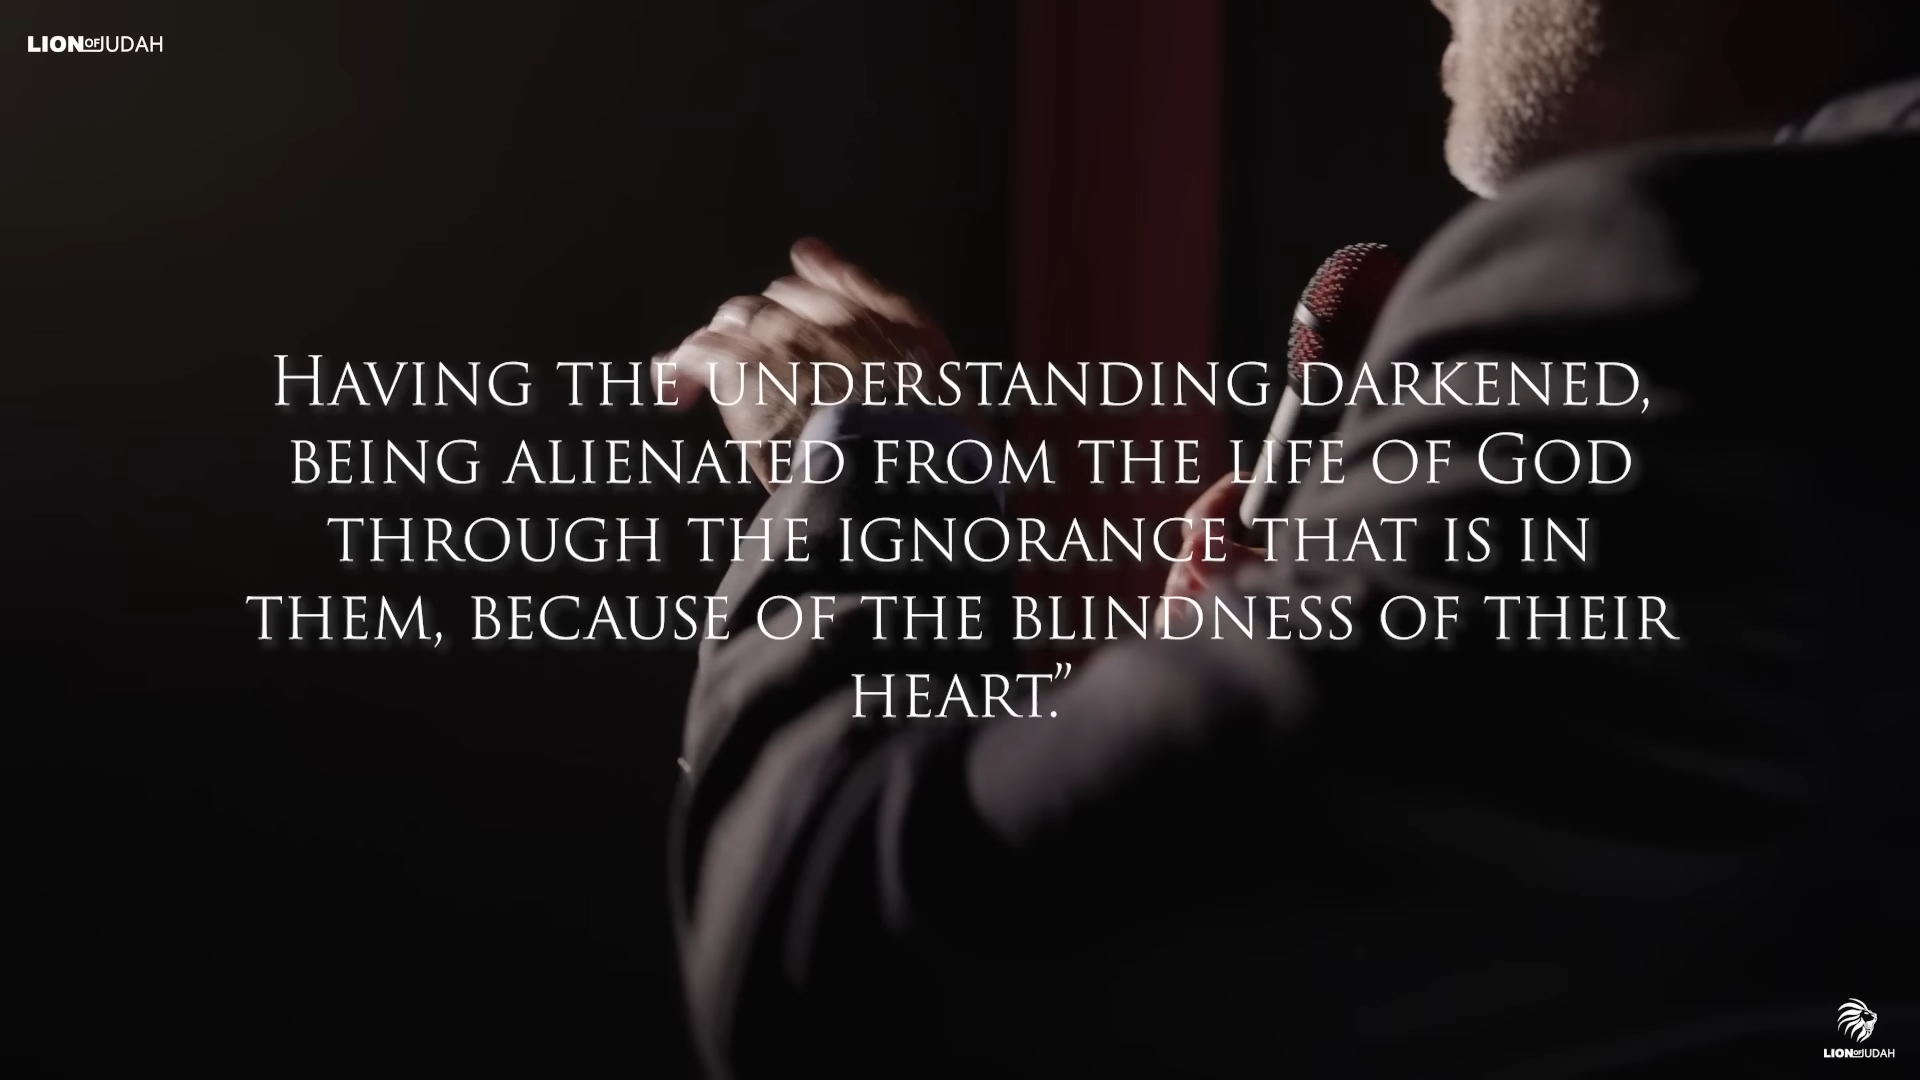 LION OF JUDAH
Having the understanding darkened,
being alienated from the life of God
through the ignorance that is in
them, because of the blindness of their
heart.”
LION OF JUDAH